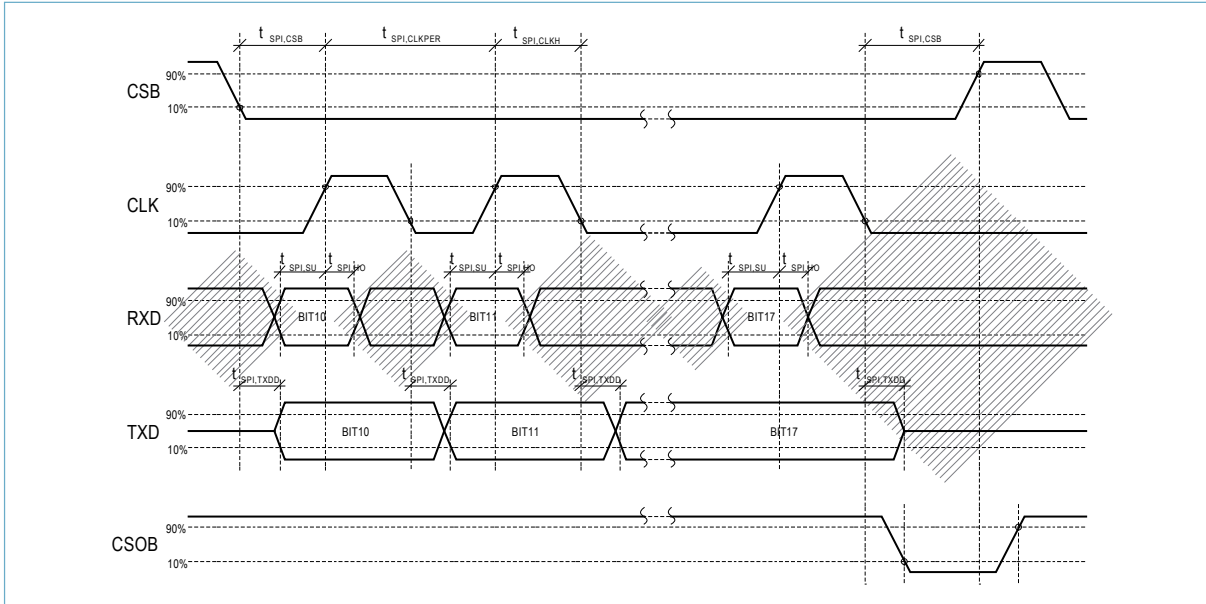 t SPI,CSB t SPI,CLKPER t SPI,CLKH t SPI,CSB
90%
CSB
10%
90%
CLK
10%
t SPI,SU t SPI,HO t SPI,SU t SPI,HO t SPI,SU t SPI,HO
90%
RXD BIT10 BIT11 BIT17
10%
t SPI,TXDD t SPI,TXDD t SPI,TXDD t SPI,TXDD
90%
TXD BIT10 BIT11 BIT17
10%
90%
CSOB
10%